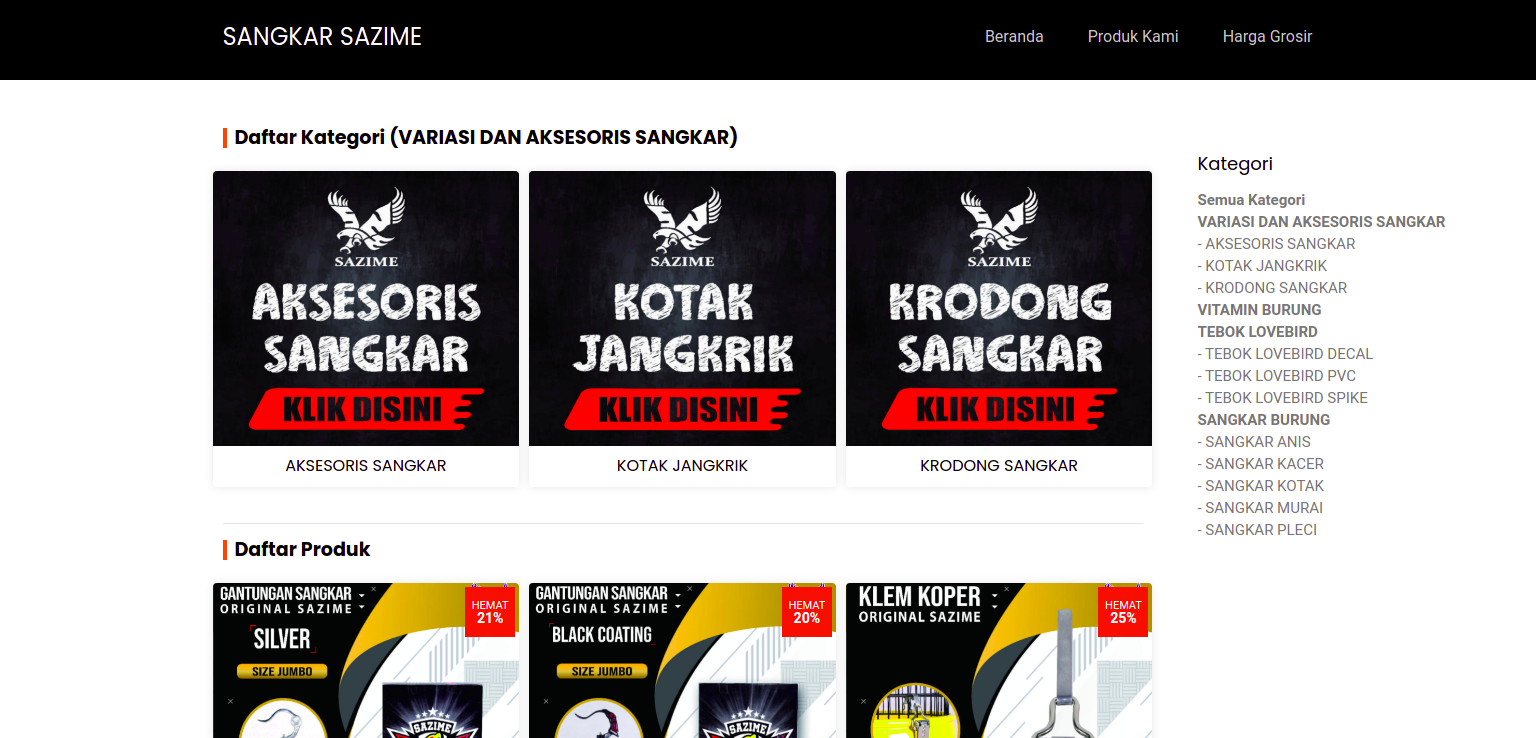 SANGKAR SAZIME
Beranda
Produk Kami
Harga Grosir
Daftar Kategori (VARIASI DAN AKSESORIS SANGKAR)
SAZIME
AKSESORIS
SANGKAR
KLIK DISINI
AKSESORIS SANGKAR
SAZIME
KOTAK
JANGKRIK
KLIK DISINI
KOTAK JANGKRIK
SAZIME
KRODONG
SANGKAR
KLIK DISINI
KRODONG SANGKAR
Kategori
Semua Kategori
VARIASI DAN AKSESORIS SANGKAR
- AKSESORIS SANGKAR
- KOTAK JANGKRIK
- KRODONG SANGKAR
VITAMIN BURUNG
TEBOK LOVEBIRD
- TEBOK LOVEBIRD DECAL
- TEBOK LOVEBIRD PVC
- TEBOK LOVEBIRD SPIKE
SANGKAR BURUNG
- SANGKAR ANIS
- SANGKAR KACER
- SANGKAR KOTAK
- SANGKAR MURAI
- SANGKAR PLECI
Daftar Produk
GANTUNGAN SANGKAR
ORIGINAL SAZIME
SILVER
SIZE JUMBO
HEMAT
21%
SAZIME
GANTUNGAN SANGKAR
ORIGINAL SAZIME
BLACK COATING
SIZE JUMBO
HEMAT
20%
SAZIME
KLEM KOPER
ORIGINAL SAZIME
HEMAT
25%